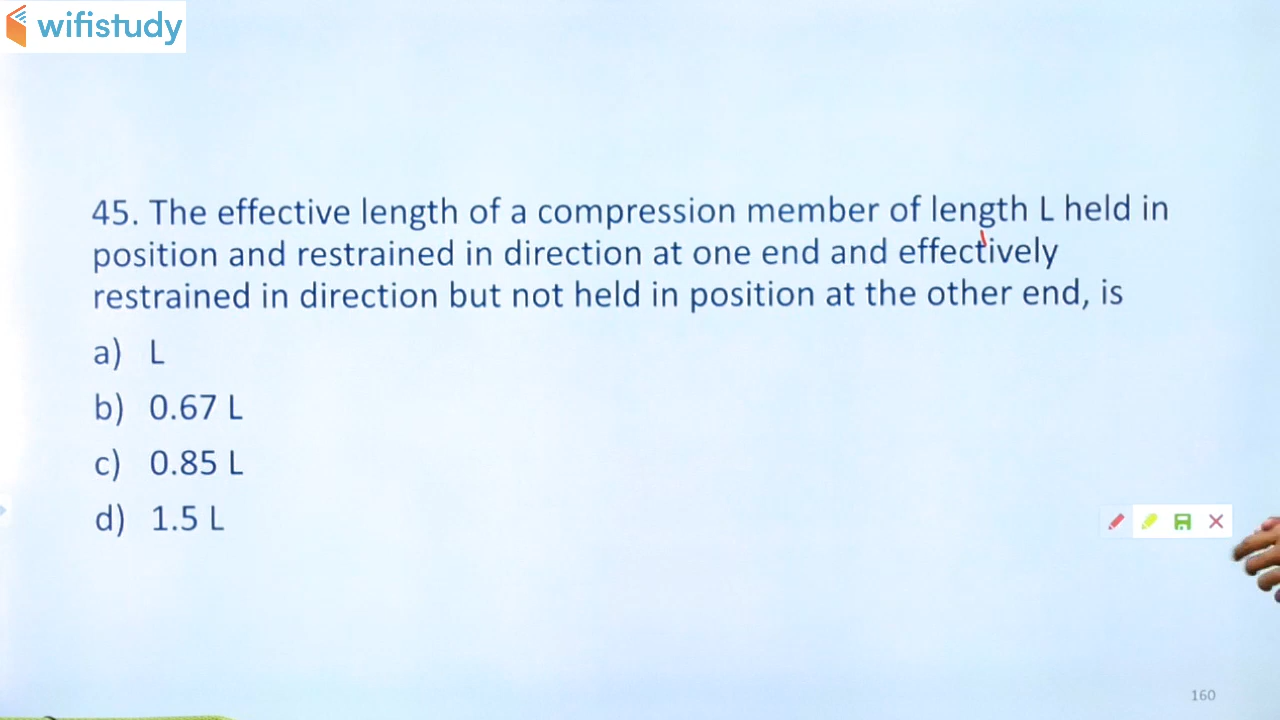 wifistudy
45. The effective length of a compression member of length L held in
position and restrained in direction at one end and effectively
restrained in direction but not held in position at the other end, is
a) L
b) 0.67 L
c) 0.85 L
d) 1.5 L
160